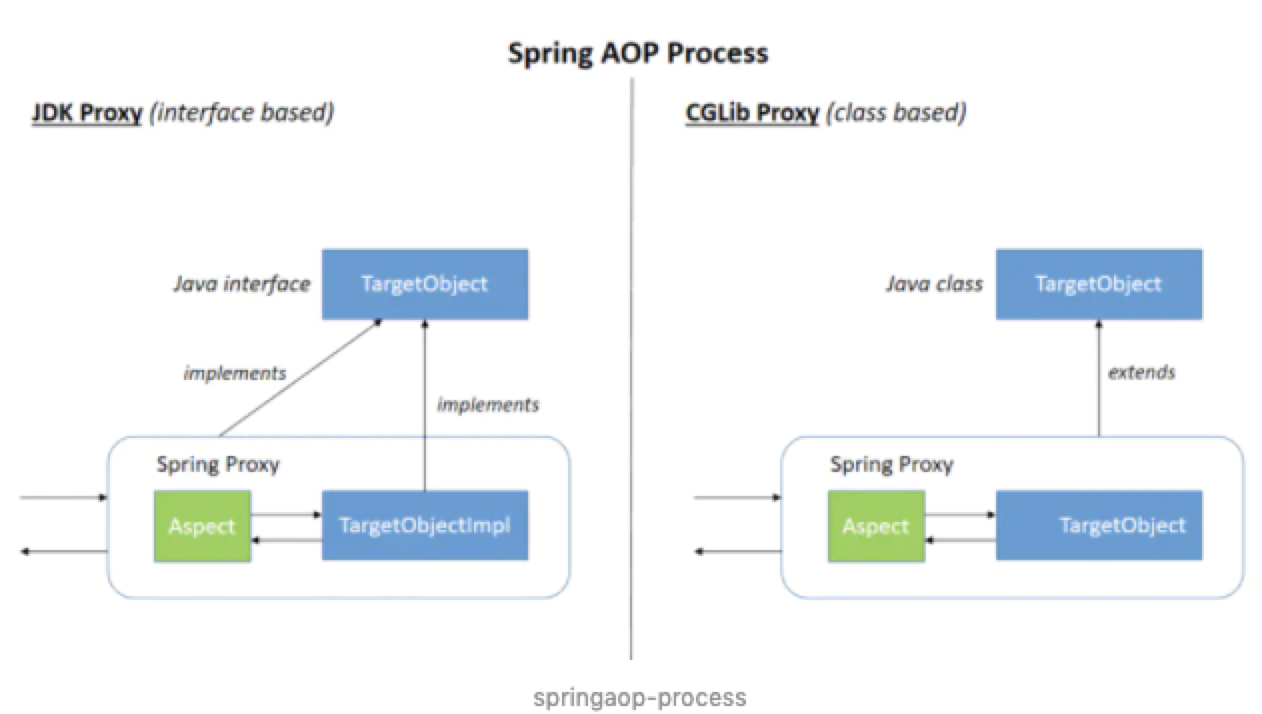 Spring AOP Process
JDK Proxy (interface based)
Java interface
TargetObject
implements
implements
Spring Proxy
Aspect
TargetObjectImpl
CGLib Proxy (class based)
Java class
TargetObject
extends
Spring Proxy
Aspect
TargetObject
springaop-process